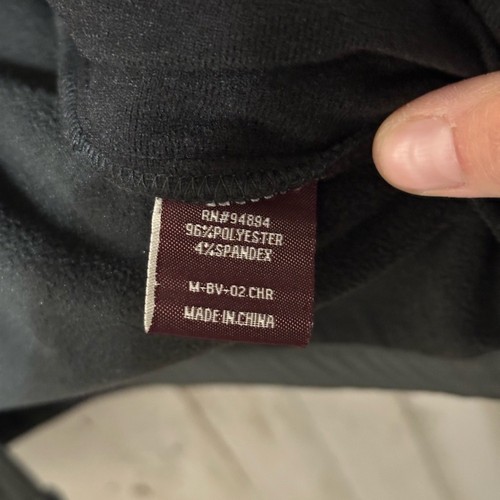 RN#94894
96%POLYESTER
4%SPANDEX
M-BV-02.CHR
MADE IN CHINA